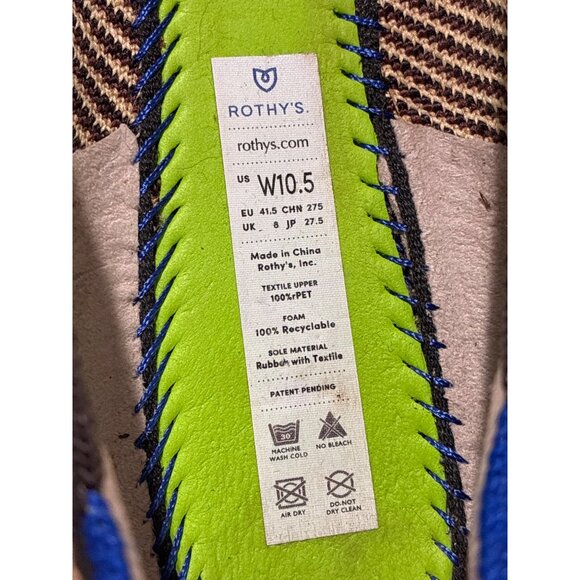 ROTHY'S.
rothys.com
US W10.5
EU 41.5 CHN 275
UK 8 JP 27.5
Made in China
Rothy's, Inc.
TEXTILE UPPER
100%rPET
FOAM
100% Recyclable
SOLE MATERIAL
Rubber with Textile
PATENT PENDING
30°
MACHINE WASH COLD
NO BLEACH
AIR DRY
DO NOT DRY CLEAN